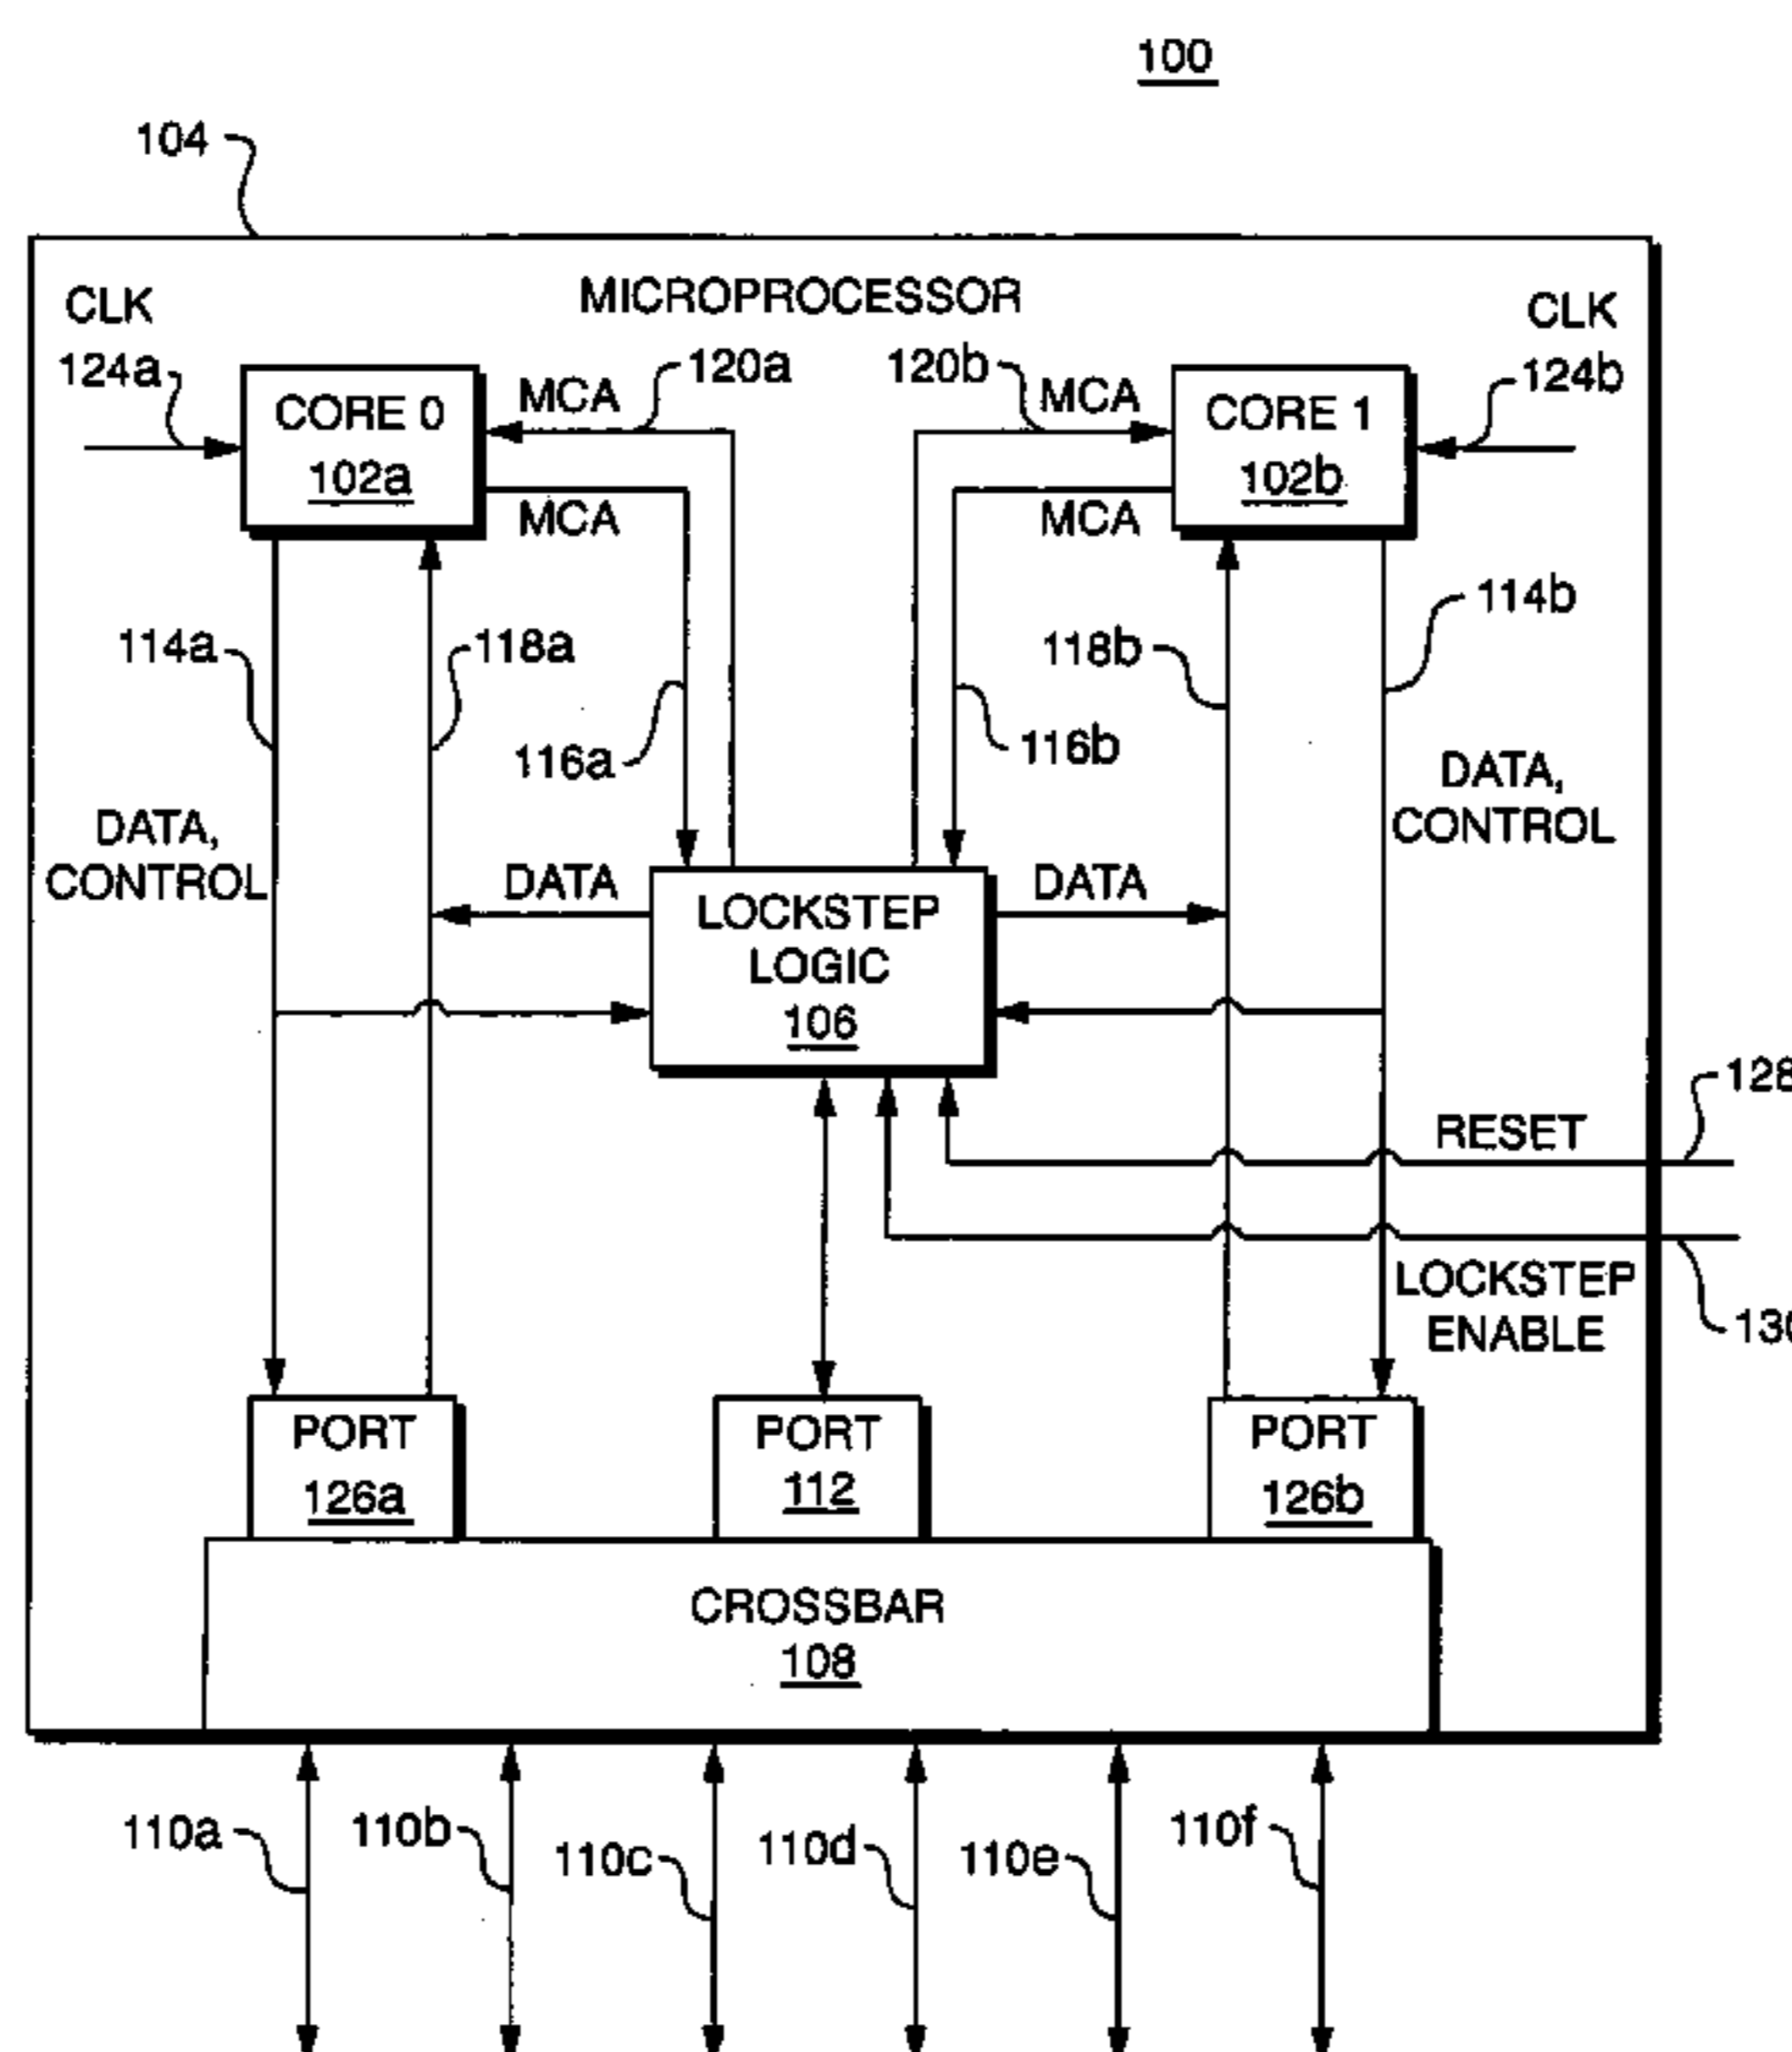 100
104
MICROPROCESSOR
CLK
124a
CLK
124b
120a
120b
MCA
MCA
CORE 0
102a
CORE 1
102b
MCA
MCA
114a
118a
118b
114b
116a
116b
DATA,
CONTROL
DATA,
CONTROL
DATA
DATA
LOCKSTEP
LOGIC
106
128
RESET
LOCKSTEP
ENABLE
130
PORT
126a
PORT
112
PORT
126b
CROSSBAR
108
110a
110b
110c
110d
110e
110f